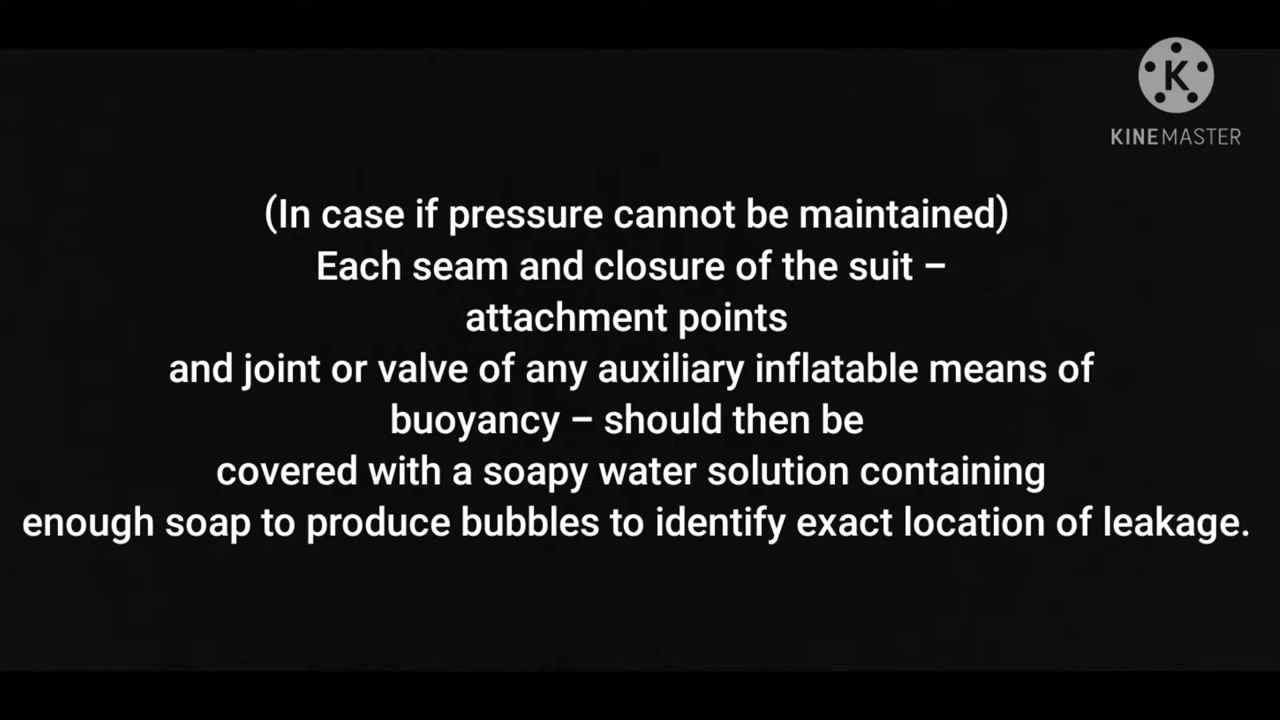 K
KINEMASTER
(In case if pressure cannot be maintained)
Each seam and closure of the suit –
attachment points
and joint or valve of any auxiliary inflatable means of
buoyancy – should then be
covered with a soapy water solution containing
enough soap to produce bubbles to identify exact location of leakage.